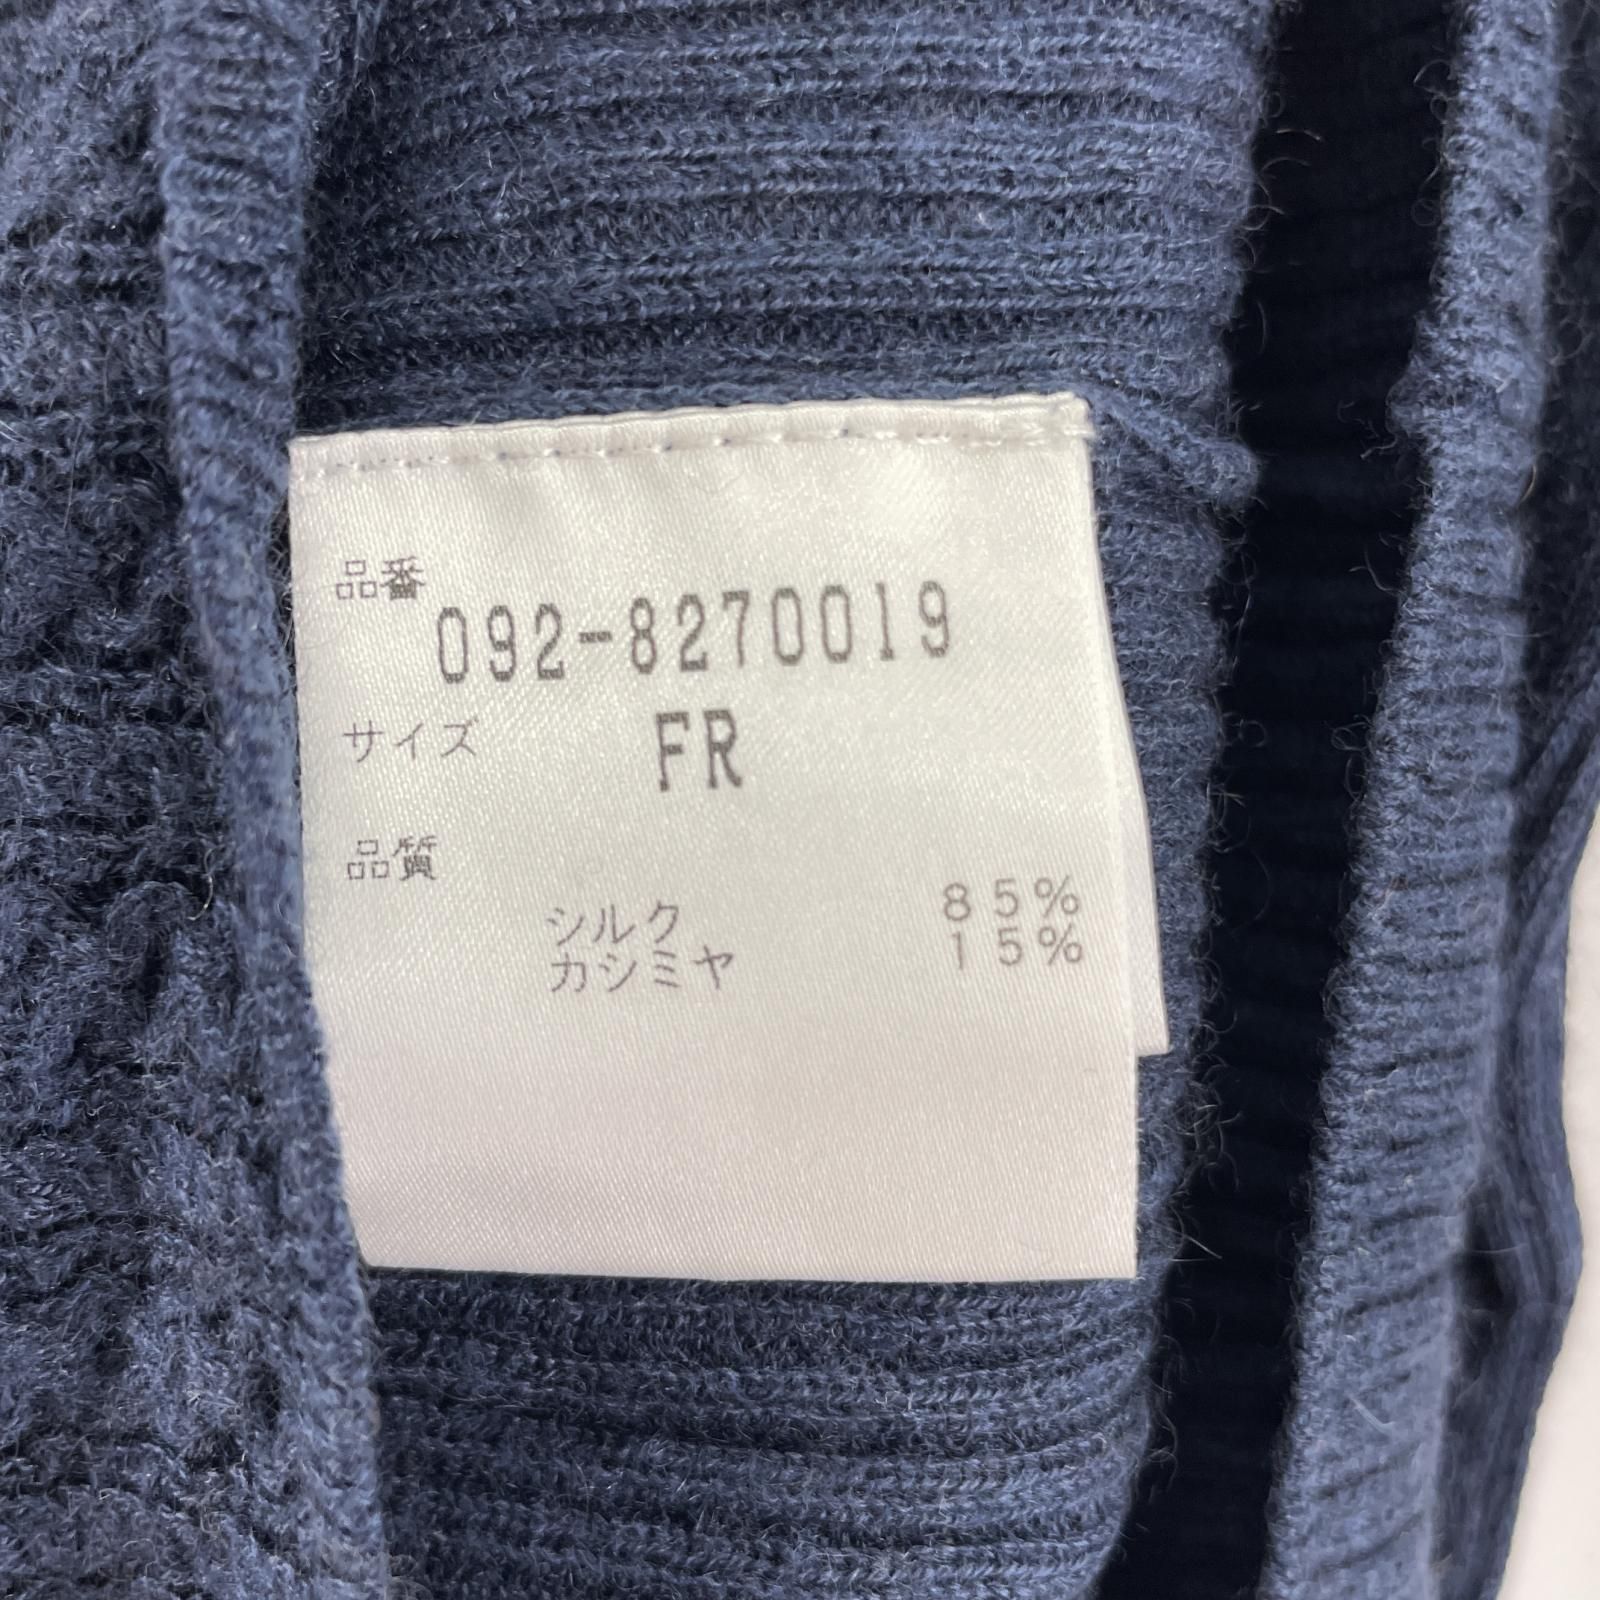 品番
092-8270019
サイズ FR
品質
シルク 85%
カシミヤ 15%